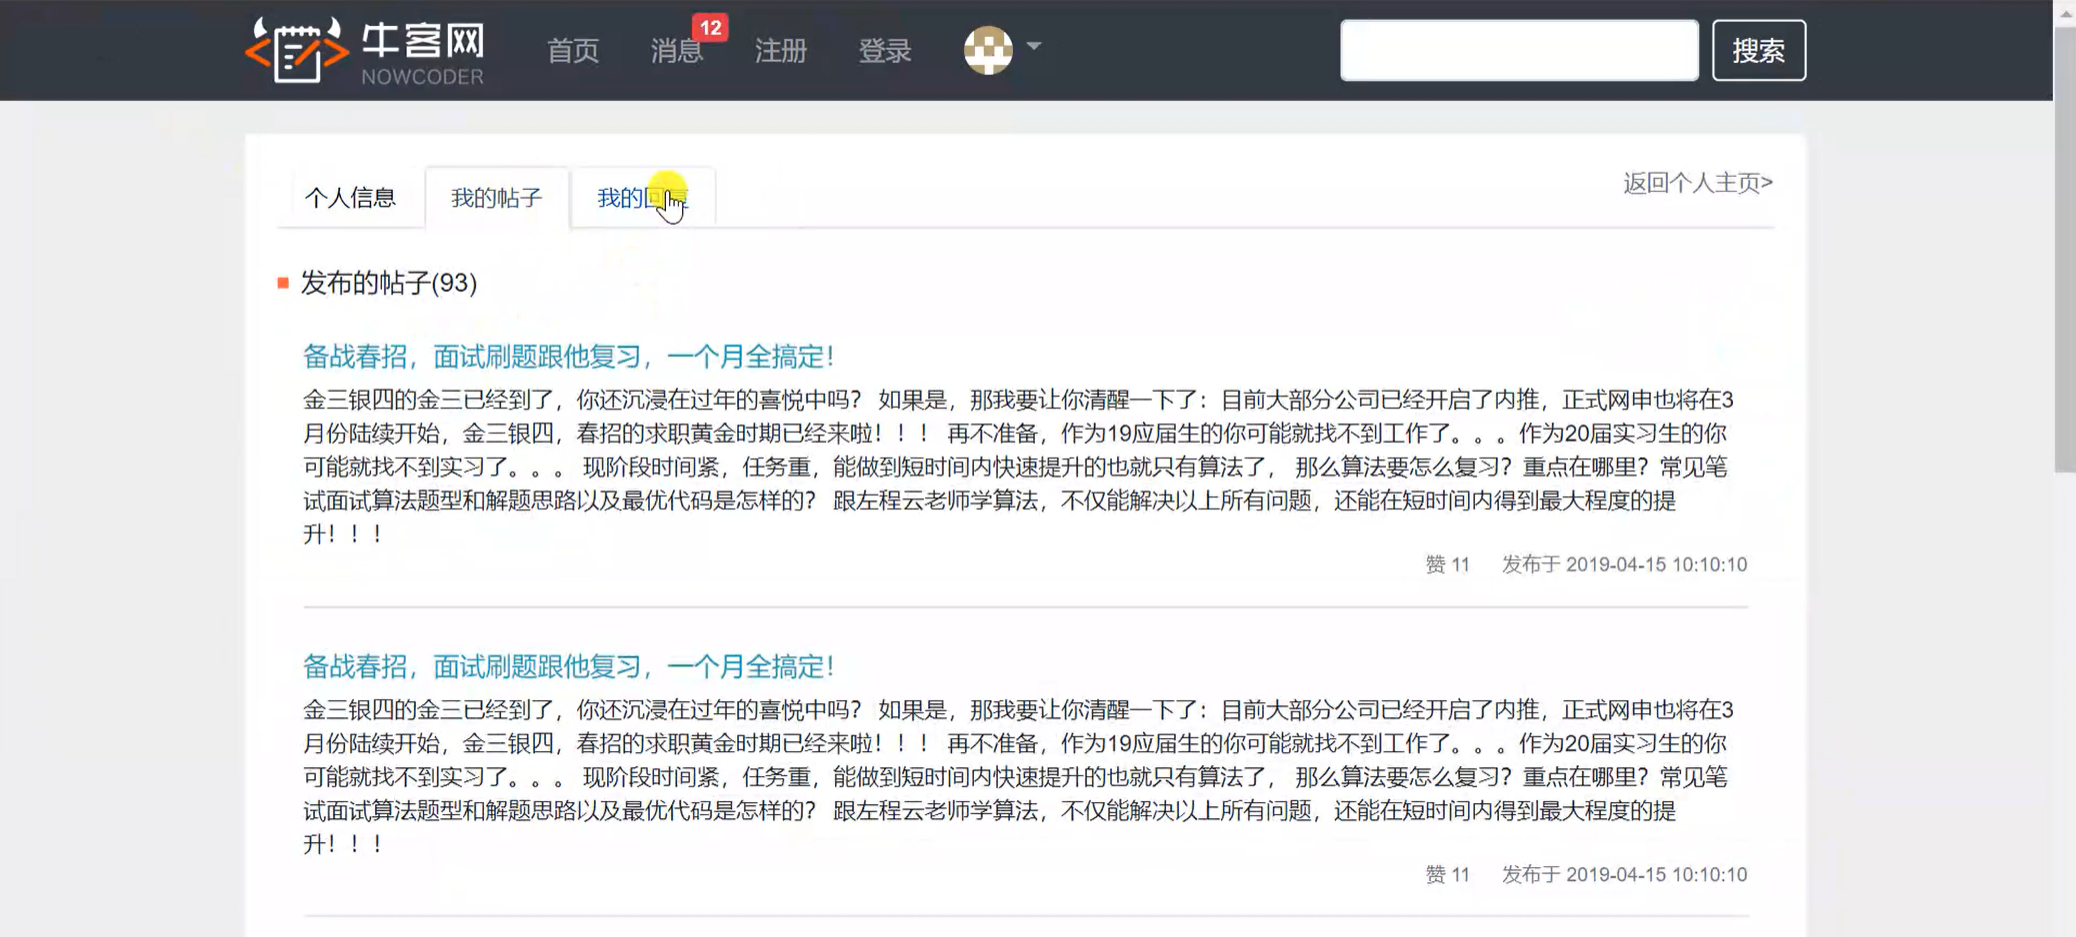 牛客网
NOWCODER
首页
消息
12
注册
登录
搜索
个人信息
我的帖子
我的回复
返回个人主页>
发布的帖子(93)
备战春招，面试刷题跟他复习，一个月全搞定！
金三银四的金三已经到了，你还沉浸在过年的喜悦中吗？ 如果是，那我要让你清醒一下了：目前大部分公司已经开启了内推，正式网申也将在3
月份陆续开始，金三银四，春招的求职黄金时期已经来啦！！！ 再不准备，作为19应届生的你可能就找不到工作了。。。作为20届实习生的你
可能就找不到实习了。。。 现阶段时间紧，任务重，能做到短时间内快速提升的也就只有算法了， 那么算法要怎么复习？重点在哪里？常见笔
试面试算法题型和解题思路以及最优代码是怎样的？ 跟左程云老师学算法，不仅能解决以上所有问题，还能在短时间内得到最大程度的提
升！！！
赞 11 发布于 2019-04-15 10:10:10
备战春招，面试刷题跟他复习，一个月全搞定！
金三银四的金三已经到了，你还沉浸在过年的喜悦中吗？ 如果是，那我要让你清醒一下了：目前大部分公司已经开启了内推，正式网申也将在3
月份陆续开始，金三银四，春招的求职黄金时期已经来啦！！！ 再不准备，作为19应届生的你可能就找不到工作了。。。作为20届实习生的你
可能就找不到实习了。。。 现阶段时间紧，任务重，能做到短时间内快速提升的也就只有算法了， 那么算法要怎么复习？重点在哪里？常见笔
试面试算法题型和解题思路以及最优代码是怎样的？ 跟左程云老师学算法，不仅能解决以上所有问题，还能在短时间内得到最大程度的提
升！！！
赞 11 发布于 2019-04-15 10:10:10